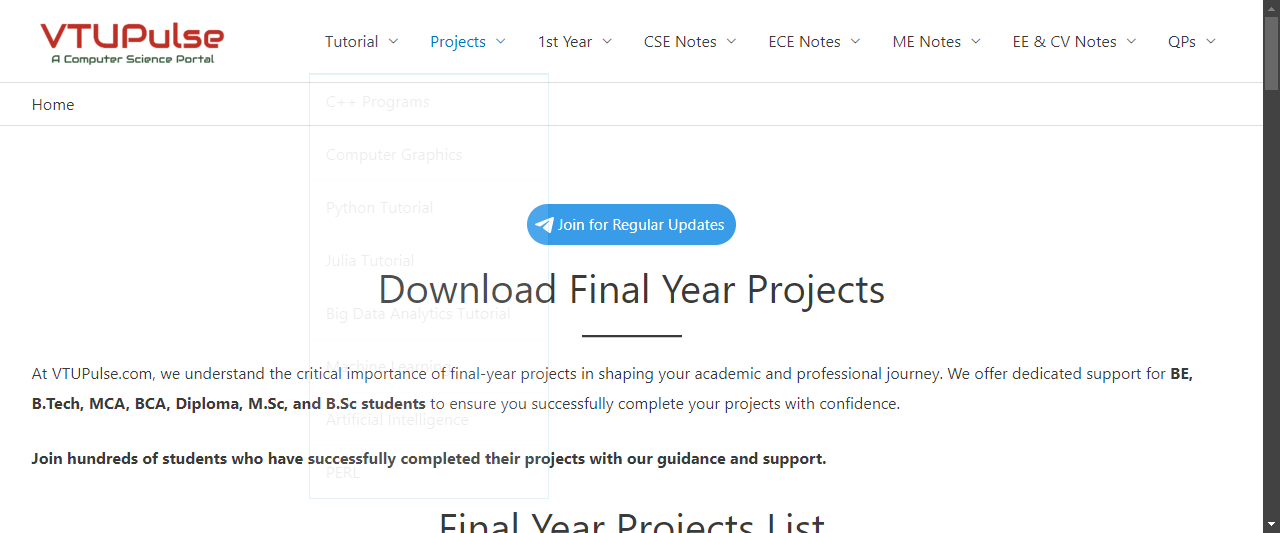 VTUPulse
A Computer Science Portal
Tutorial Projects 1st Year CSE Notes ECE Notes ME Notes EE & CV Notes QPs
Home
C++ Programs
Computer Graphics
Python Tutorial
Join for Regular Updates
Julia Tutorial
Download Final Year Projects
Big Data Analytics Tutorial
Machine Learning
At VTUPulse.com, we understand the critical importance of final-year projects in shaping your academic and professional journey. We offer dedicated support for BE,
B.Tech, MCA, BCA, Diploma, M.Sc, and B.Sc students to ensure you successfully complete your projects with confidence.
Artificial Intelligence
Join hundreds of students who have successfully completed their projects with our guidance and support.
PERL
Final Year Projects List